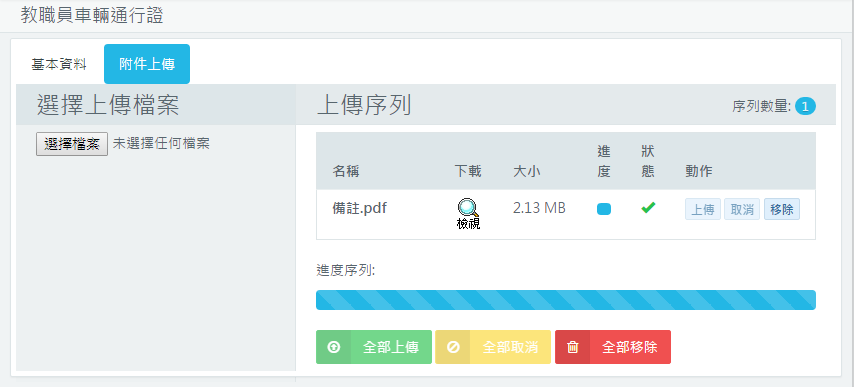 教職員車輛通行證
基本資料 附件上傳
選擇上傳檔案
選擇檔案 未選擇任何檔案
上傳序列 序列數量: 1
名稱 下載 大小 進度 狀態 動作
備註.pdf 檢視 2.13 MB 上傳 取消 移除
進度序列:
全部上傳 全部取消 全部移除